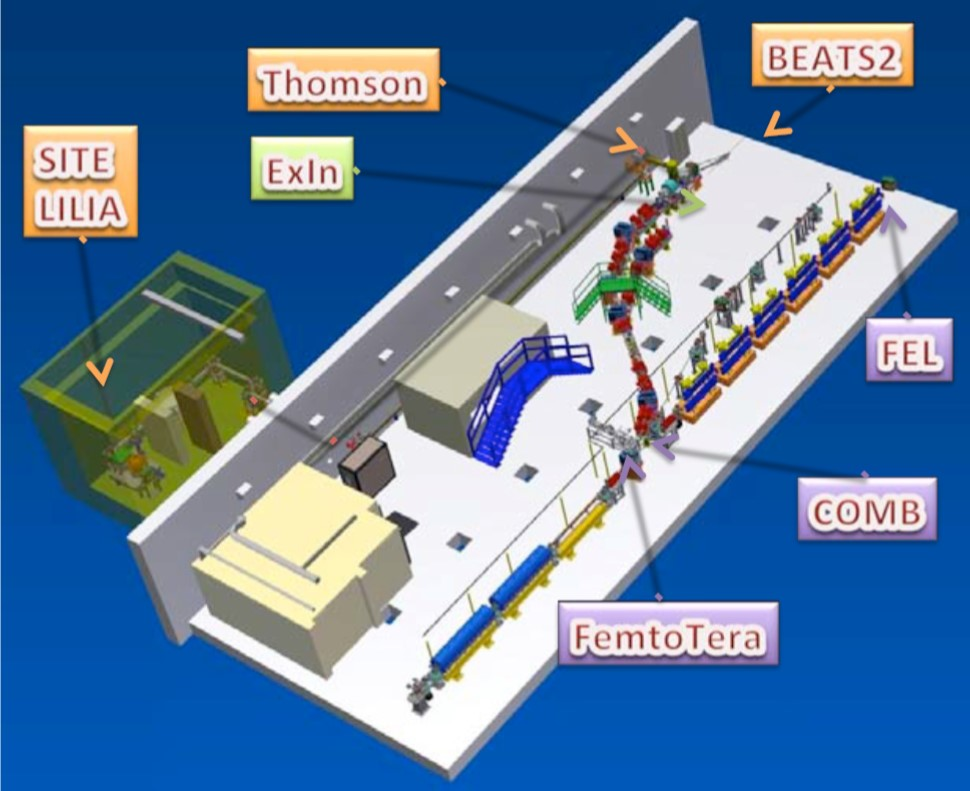 BEATS2
Thomson
SITE
LILIA
ExIn
FEL
COMB
FemtoTera